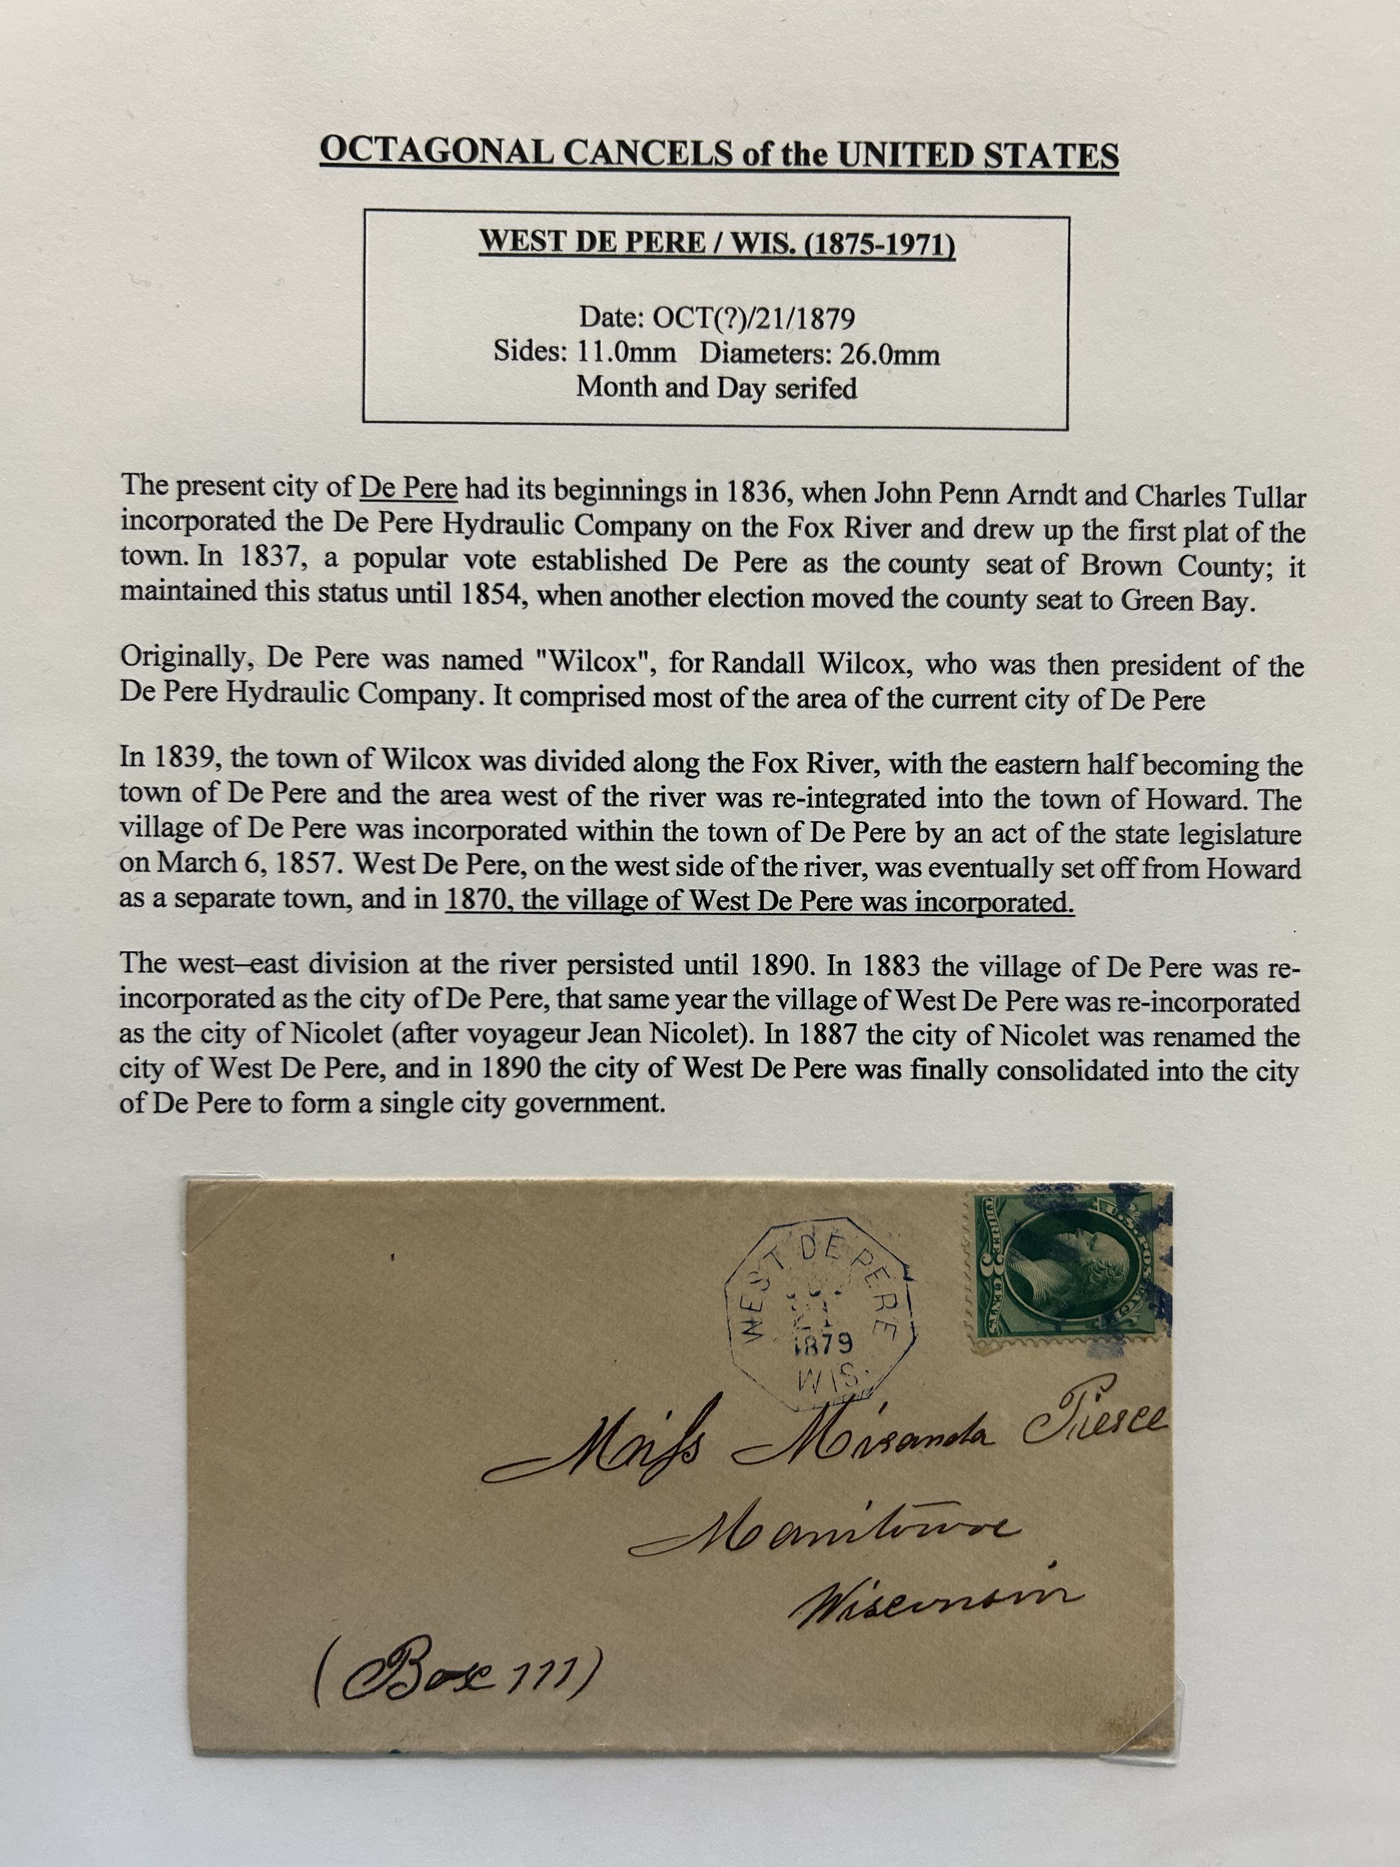 OCTAGONAL CANCELS of the UNITED STATES
WEST DE PERE / WIS. (1875-1971)
Date: OCT(?)/21/1879
Sides: 11.0mm Diameters: 26.0mm
Month and Day serifed
The present city of De Pere had its beginnings in 1836, when John Penn Arndt and Charles Tullar
incorporated the De Pere Hydraulic Company on the Fox River and drew up the first plat of the
town. In 1837, a popular vote established De Pere as the county seat of Brown County; it
maintained this status until 1854, when another election moved the county seat to Green Bay.
Originally, De Pere was named "Wilcox", for Randall Wilcox, who was then president of the
De Pere Hydraulic Company. It comprised most of the area of the current city of De Pere
In 1839, the town of Wilcox was divided along the Fox River, with the eastern half becoming the
town of De Pere and the area west of the river was re-integrated into the town of Howard. The
village of De Pere was incorporated within the town of De Pere by an act of the state legislature
on March 6, 1857. West De Pere, on the west side of the river, was eventually set off from Howard
as a separate town, and in 1870, the village of West De Pere was incorporated.
The west–east division at the river persisted until 1890. In 1883 the village of De Pere was re-
incorporated as the city of De Pere, that same year the village of West De Pere was re-incorporated
as the city of Nicolet (after voyageur Jean Nicolet). In 1887 the city of Nicolet was renamed the
city of West De Pere, and in 1890 the city of West De Pere was finally consolidated into the city
of De Pere to form a single city government.
WEST DE PERE
1879
WIS.
U.S. POSTAGE
THREE 3 CENTS
Miss Miranda Pierce
Manitowoc
Wisconsin
(Box 111)